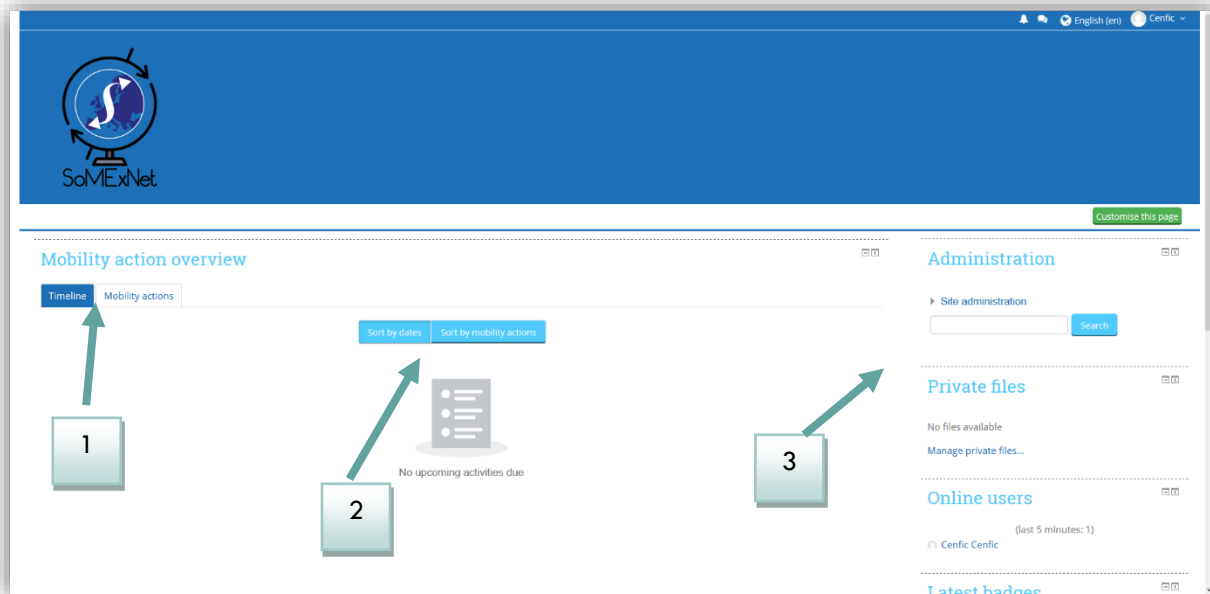 English (en) Cenfic
SoMExNet
Customise this page
Mobility action overview
Timeline Mobility actions
Sort by dates Sort by mobility actions
No upcoming activities due
1
2
3
Administration
Site administration
Search
Private files
No files available
Manage private files...
Online users
(last 5 minutes: 1)
Cenfic Cenfic
Latest badges